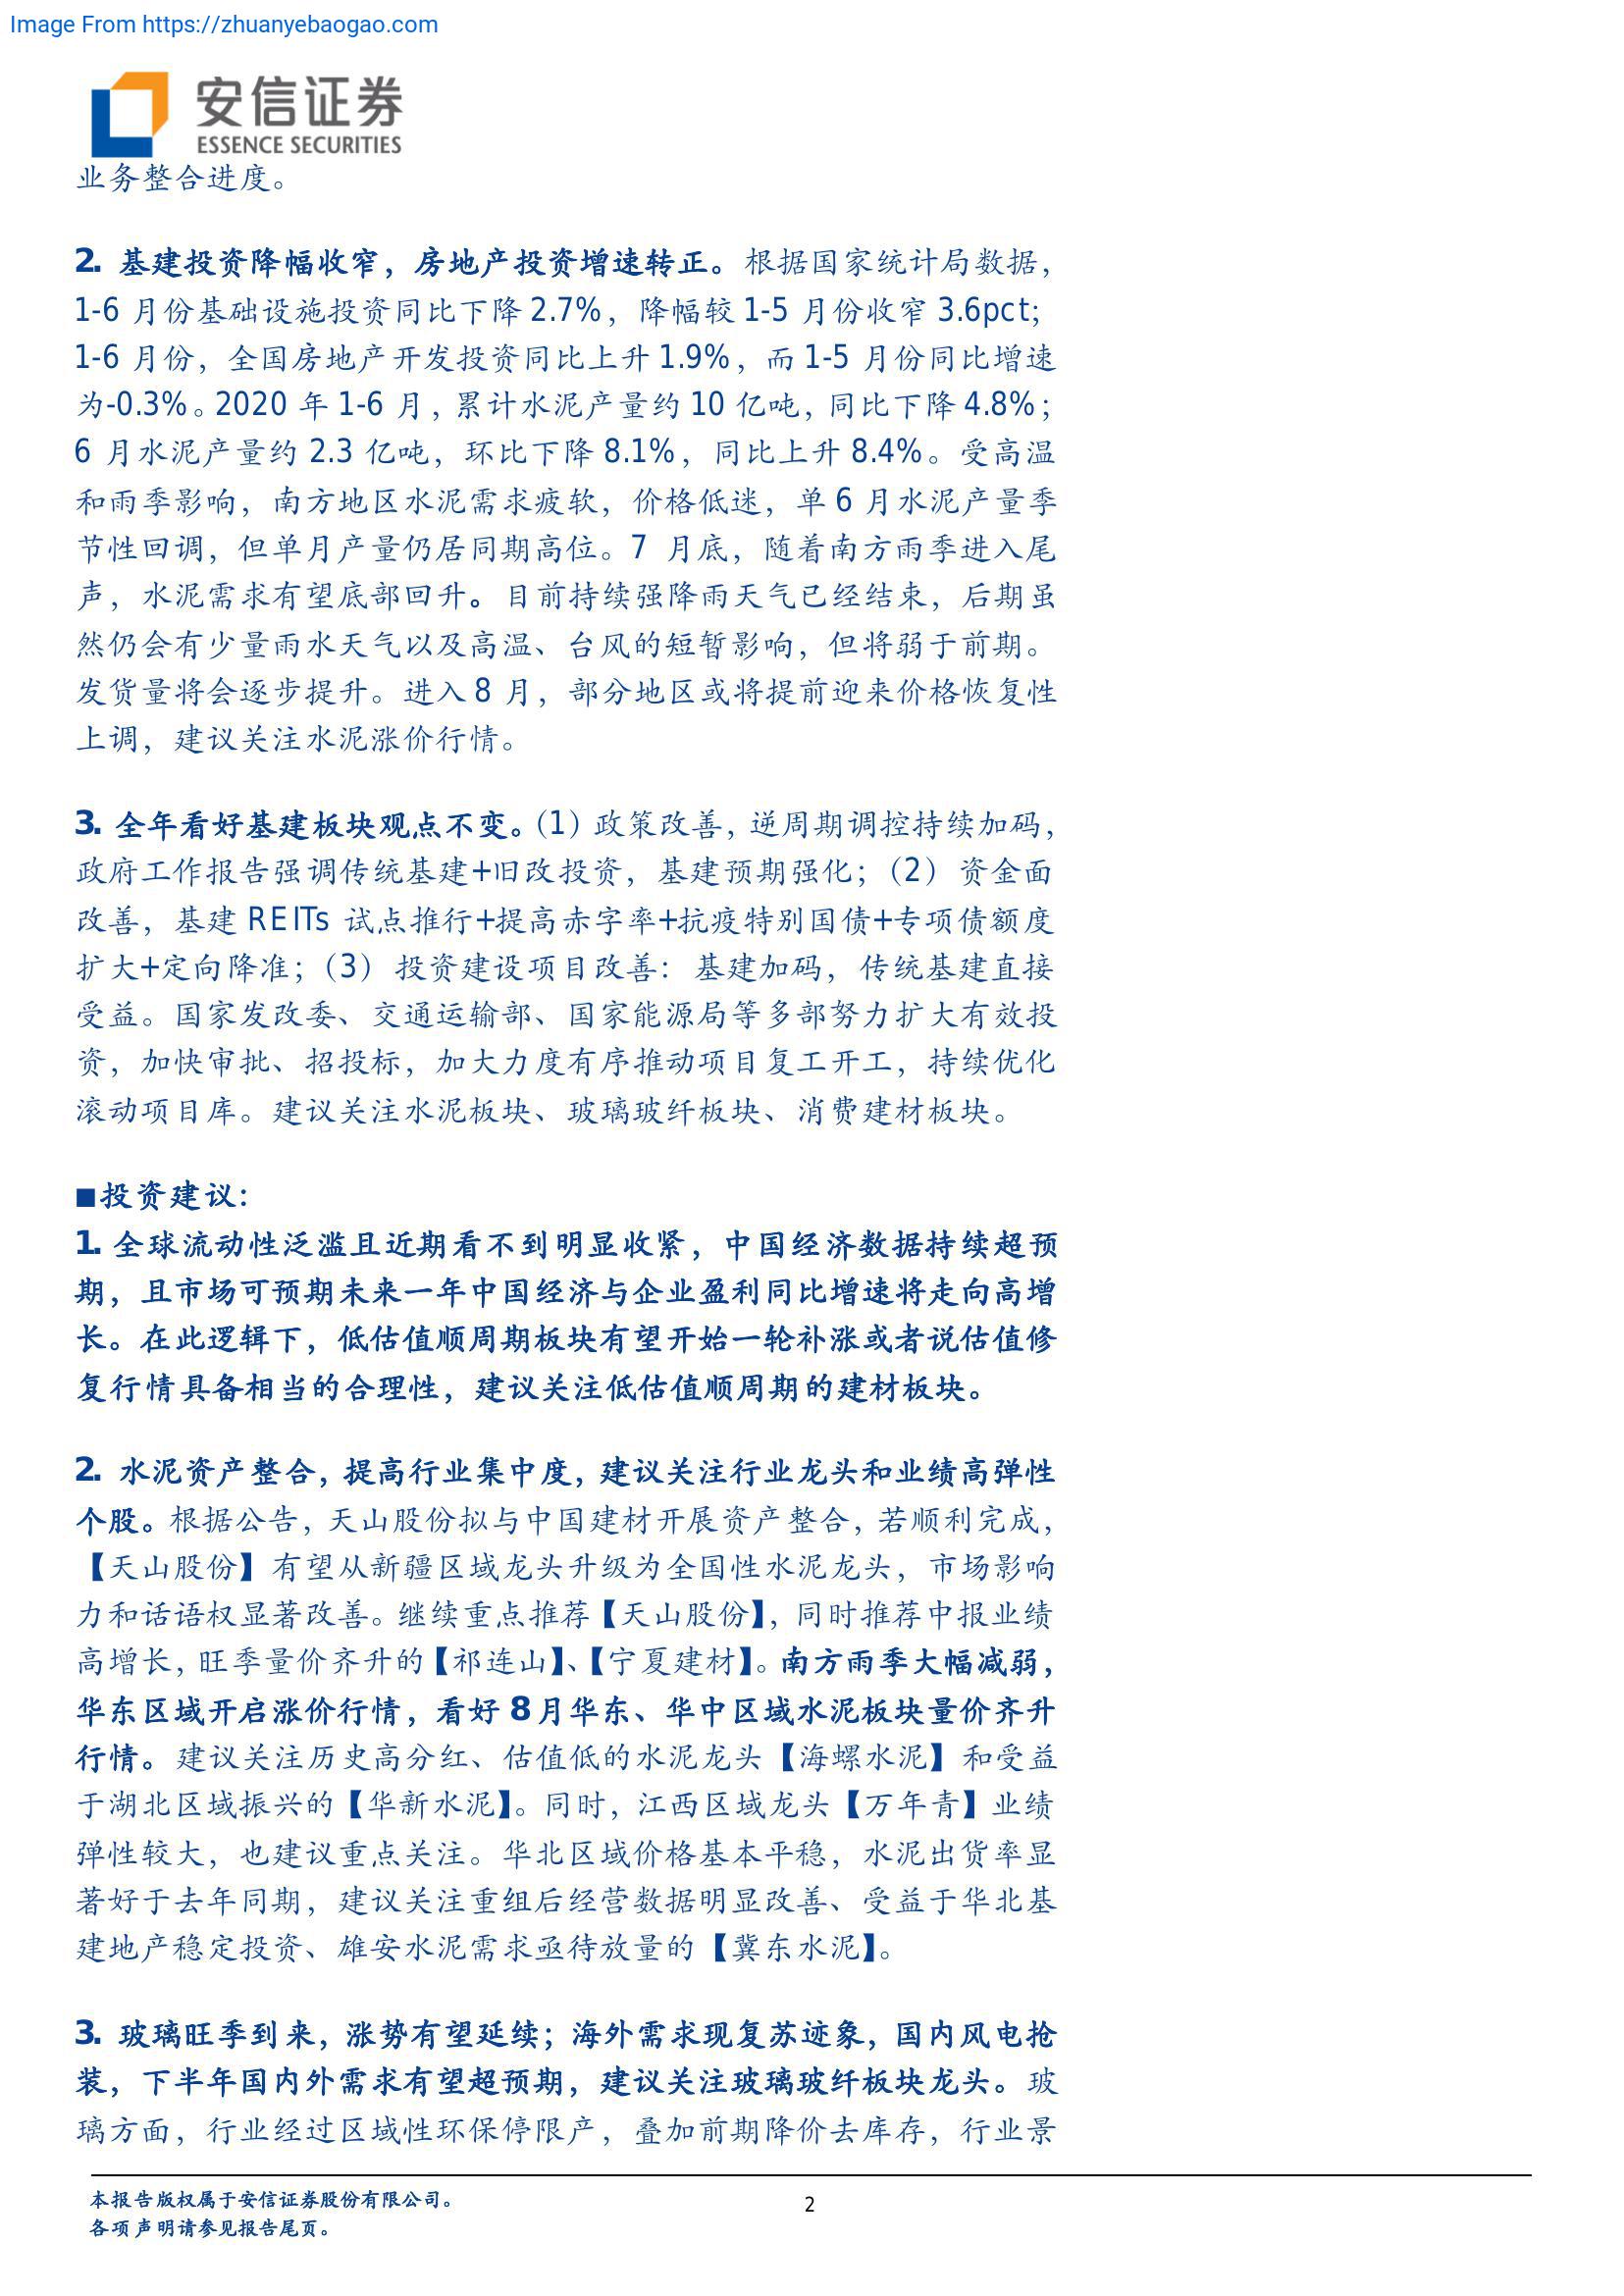 Image From https://zhuanyebaogao.com
安信证券
ESSENCE SECURITIES
业务整合进度。
2. 基建投资降幅收窄，房地产投资增速转正。根据国家统计局数据，
1-6 月份基础设施投资同比下降 2.7%，降幅较 1-5 月份收窄 3.6pct；
1-6 月份，全国房地产开发投资同比上升 1.9%，而 1-5 月份同比增速
为-0.3%。2020 年 1-6 月，累计水泥产量约 10 亿吨，同比下降 4.8%；
6 月水泥产量约 2.3 亿吨，环比下降 8.1%，同比上升 8.4%。受高温
和雨季影响，南方地区水泥需求疲软，价格低迷，单 6 月水泥产量季
节性回调，但单月产量仍居同期高位。7 月底，随着南方雨季进入尾
声，水泥需求有望底部回升。目前持续强降雨天气已经结束，后期虽
然仍会有少量雨水天气以及高温、台风的短暂影响，但将弱于前期。
发货量将会逐步提升。进入 8 月，部分地区或将提前迎来价格恢复性
上调，建议关注水泥涨价行情。
3. 全年看好基建板块观点不变。（1）政策改善，逆周期调控持续加码，
政府工作报告强调传统基建+旧改投资，基建预期强化；（2）资金面
改善，基建 REITs 试点推行+提高赤字率+抗疫特别国债+专项债额度
扩大+定向降准；（3）投资建设项目改善：基建加码，传统基建直接
受益。国家发改委、交通运输部、国家能源局等多部努力扩大有效投
资，加快审批、招投标，加大力度有序推动项目复工开工，持续优化
滚动项目库。建议关注水泥板块、玻璃玻纤板块、消费建材板块。
■投资建议：
1. 全球流动性泛滥且近期看不到明显收紧，中国经济数据持续超预
期，且市场可预期未来一年中国经济与企业盈利同比增速将走向高增
长。在此逻辑下，低估值顺周期板块有望开始一轮补涨或者说估值修
复行情具备相当的合理性，建议关注低估值顺周期的建材板块。
2. 水泥资产整合，提高行业集中度，建议关注行业龙头和业绩高弹性
个股。根据公告，天山股份拟与中国建材开展资产整合，若顺利完成，
【天山股份】有望从新疆区域龙头升级为全国性水泥龙头，市场影响
力和话语权显著改善。继续重点推荐【天山股份】，同时推荐中报业绩
高增长，旺季量价齐升的【祁连山】、【宁夏建材】。南方雨季大幅减弱，
华东区域开启涨价行情，看好 8 月华东、华中区域水泥板块量价齐升
行情。建议关注历史高分红、估值低的水泥龙头【海螺水泥】和受益
于湖北区域振兴的【华新水泥】。同时，江西区域龙头【万年青】业绩
弹性较大，也建议重点关注。华北区域价格基本平稳，水泥出货率显
著好于去年同期，建议关注重组后经营数据明显改善、受益于华北基
建地产稳定投资、雄安水泥需求亟待放量的【冀东水泥】。
3. 玻璃旺季到来，涨势有望延续；海外需求现复苏迹象，国内风电抢
装，下半年国内外需求有望超预期，建议关注玻璃玻纤板块龙头。玻
璃方面，行业经过区域性环保停限产，叠加前期降价去库存，行业景
本报告版权属于安信证券股份有限公司。
2
各项声明请参见报告尾页。